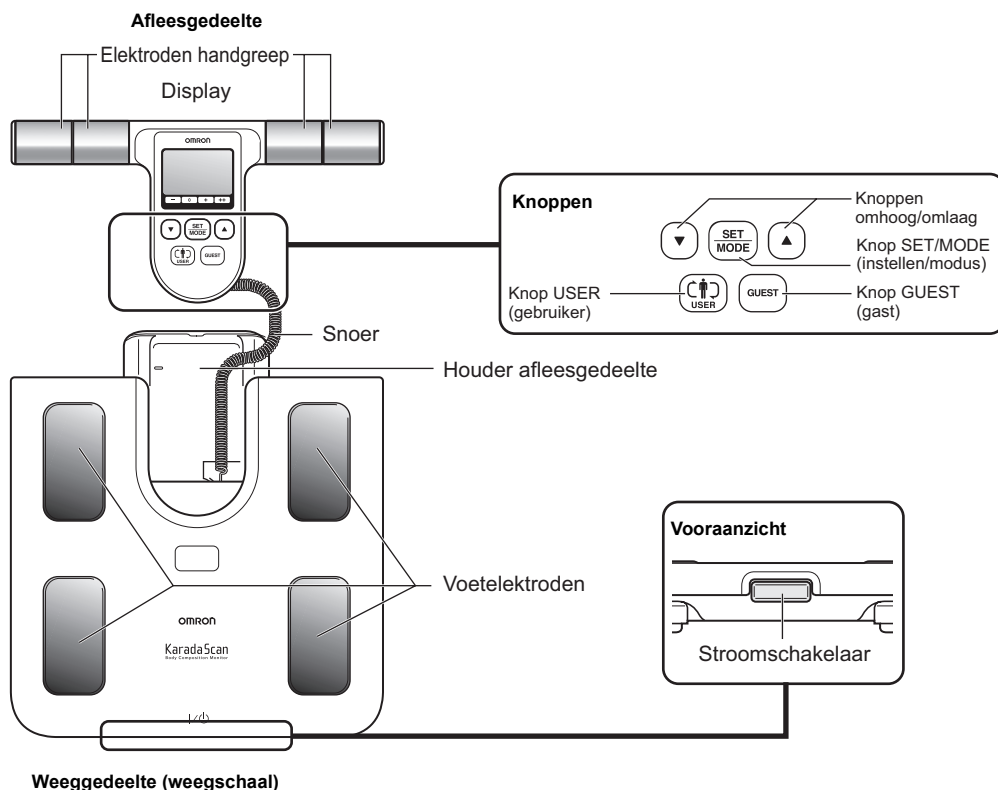 Afleesgedeelte
Elektroden handgreep
Display
OMRON
− 0 + ++
SET
MODE
USER
GUEST
Knoppen
Knoppen
omhoog/omlaag
SET
MODE
Knop SET/MODE
(instellen/modus)
Knop USER
(gebruiker)
USER
GUEST
Knop GUEST
(gast)
Snoer
Houder afleesgedeelte
Voetelektroden
OMRON
KaradaScan
Body Composition Monitor
Vooraanzicht
Stroomschakelaar
Weeggedeelte (weegschaal)